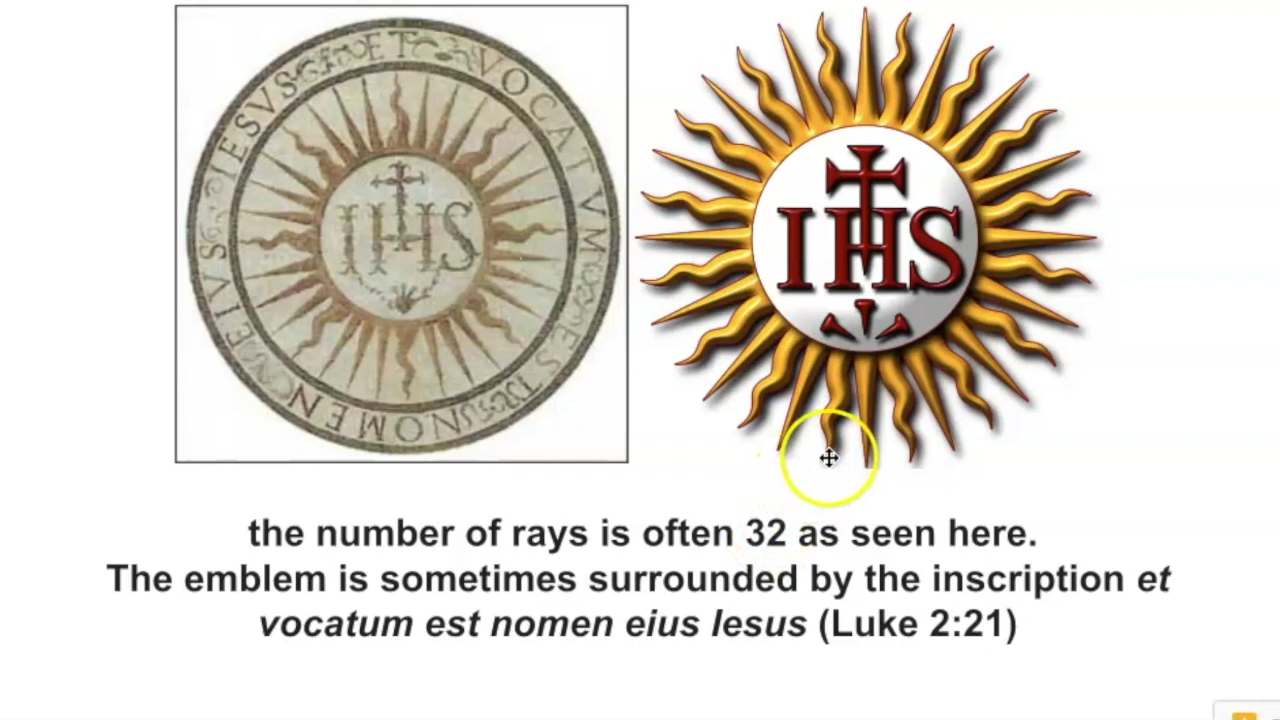 ET VOCATVM EST NOMEN EIVS IESVS
IHS
IHS
the number of rays is often 32 as seen here.
The emblem is sometimes surrounded by the inscription et
vocatum est nomen eius Iesus (Luke 2:21)